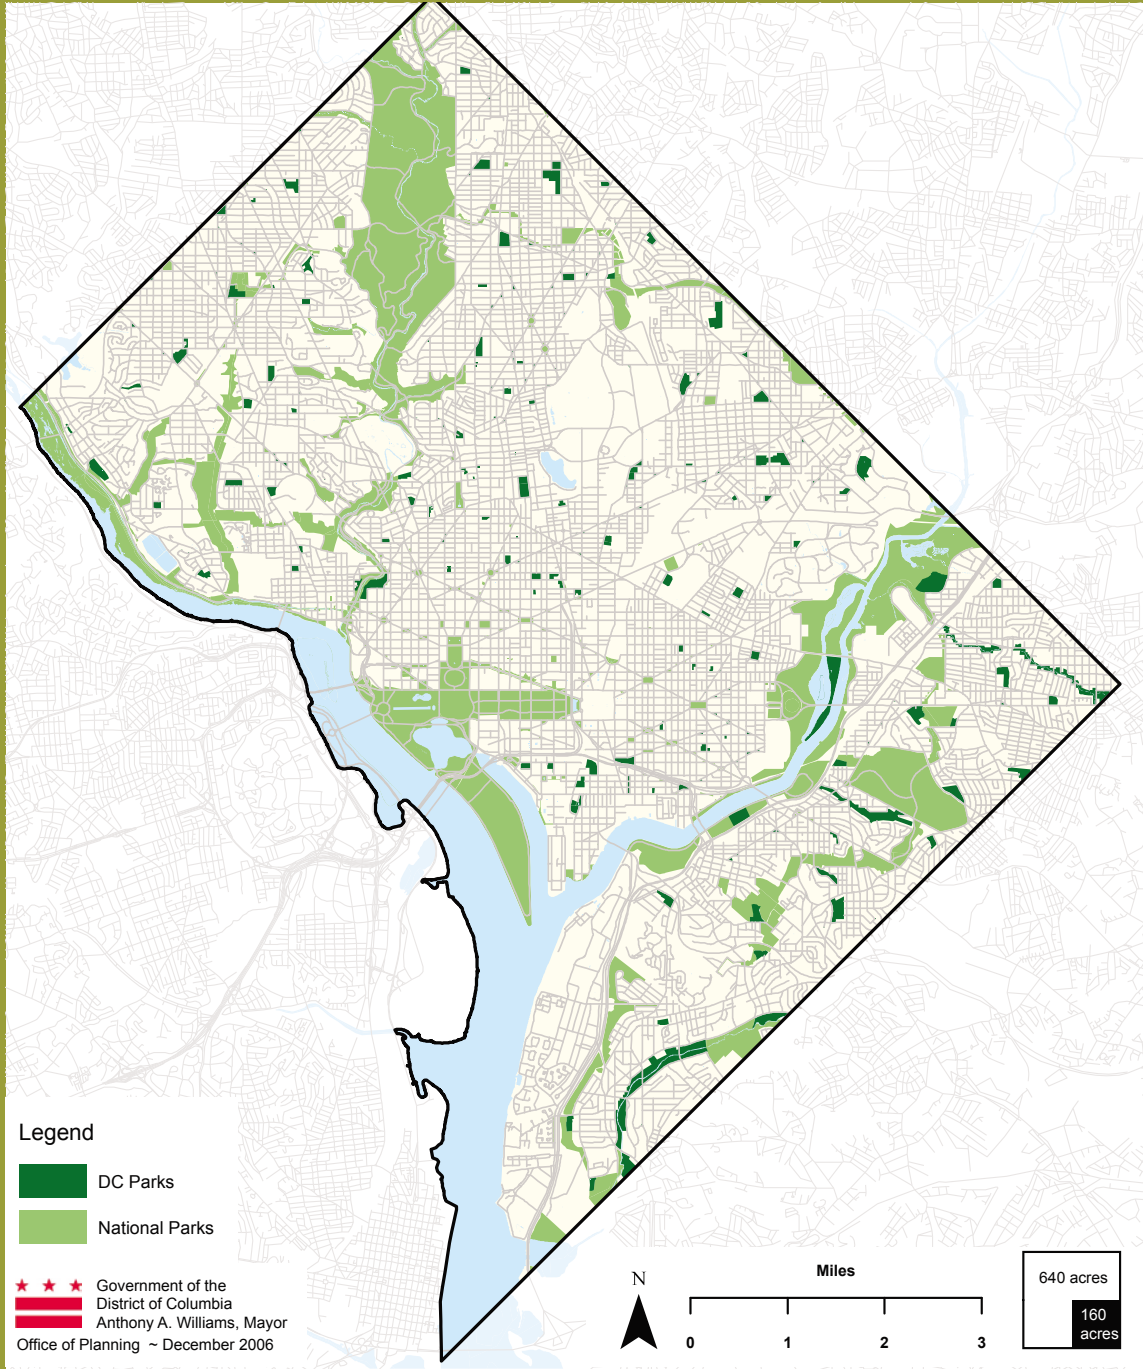 Legend
DC Parks
National Parks
Government of the
District of Columbia
Anthony A. Williams, Mayor
Office of Planning ~ December 2006
N
Miles
0 1 2 3
640 acres
160
acres